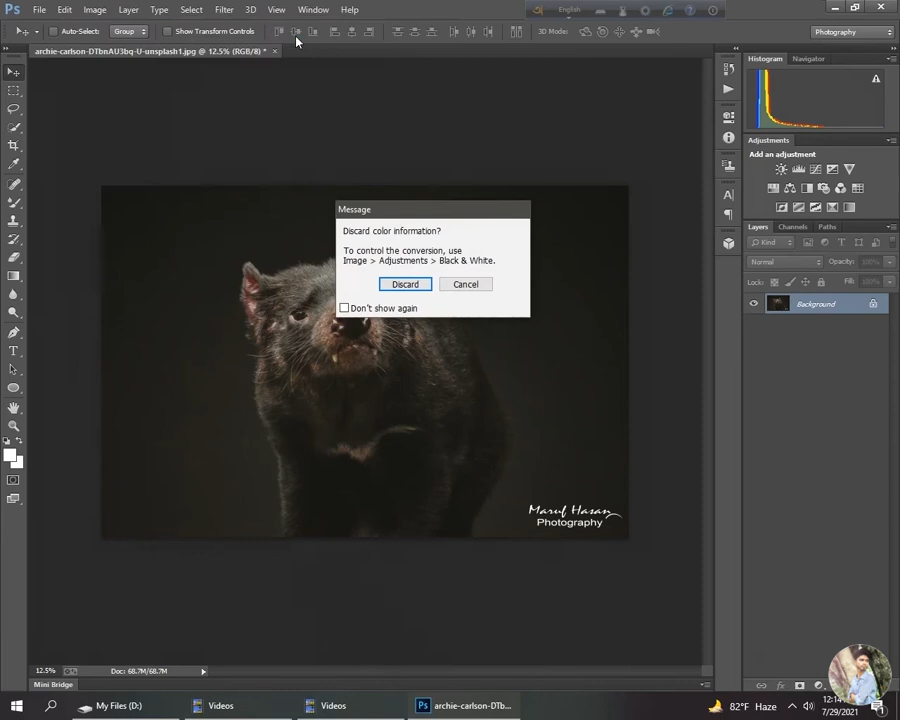 Ps File Edit Image Layer Type Select Filter 3D View Window Help
English
Auto-Select: Group Show Transform Controls 3D Mode: Photography
archie-carlson-DTbnAU3bq-U-unsplash1.jpg @ 12.5% (RGB/8) * ×
Histogram Navigator
Adjustments
Add an adjustment
Layers Channels Paths
Kind
Normal Opacity:
Lock: Fill:
Background
Message
Discard color information?
To control the conversion, use
Image > Adjustments > Black & White.
Discard Cancel
Don't show again
Maruf Hasan
Photography
12.5% Doc: 68.7M/68.7M
Mini Bridge
My Files (D:) Videos Videos Ps archie-carlson-DTb... 82°F Haze
7/29/2021